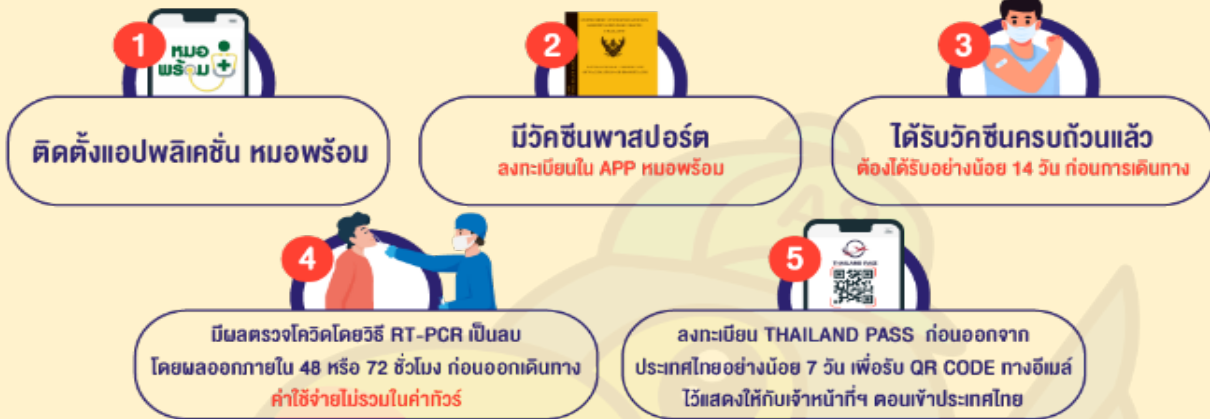 1
หมอ
พร้อม
ติดตั้งแอปพลิเคชั่น หมอพร้อม
2
มีวัคซีนพาสปอร์ต
ลงทะเบียนใน APP หมอพร้อม
3
ได้รับวัคซีนครบถ้วนแล้ว
ต้องได้รับอย่างน้อย 14 วัน ก่อนการเดินทาง
4
มีผลตรวจโควิดโดยวิธี RT-PCR เป็นลบ
โดยผลออกภายใน 48 หรือ 72 ชั่วโมง ก่อนออกเดินทาง
ค่าใช้จ่ายไม่รวมในค่าทัวร์
5
THAILAND PASS
ลงทะเบียน THAILAND PASS ก่อนออกจาก
ประเทศไทยอย่างน้อย 7 วัน เพื่อรับ QR CODE ทางอีเมล์
ไว้แสดงให้กับเจ้าหน้าที่ฯ ตอนเข้าประเทศไทย